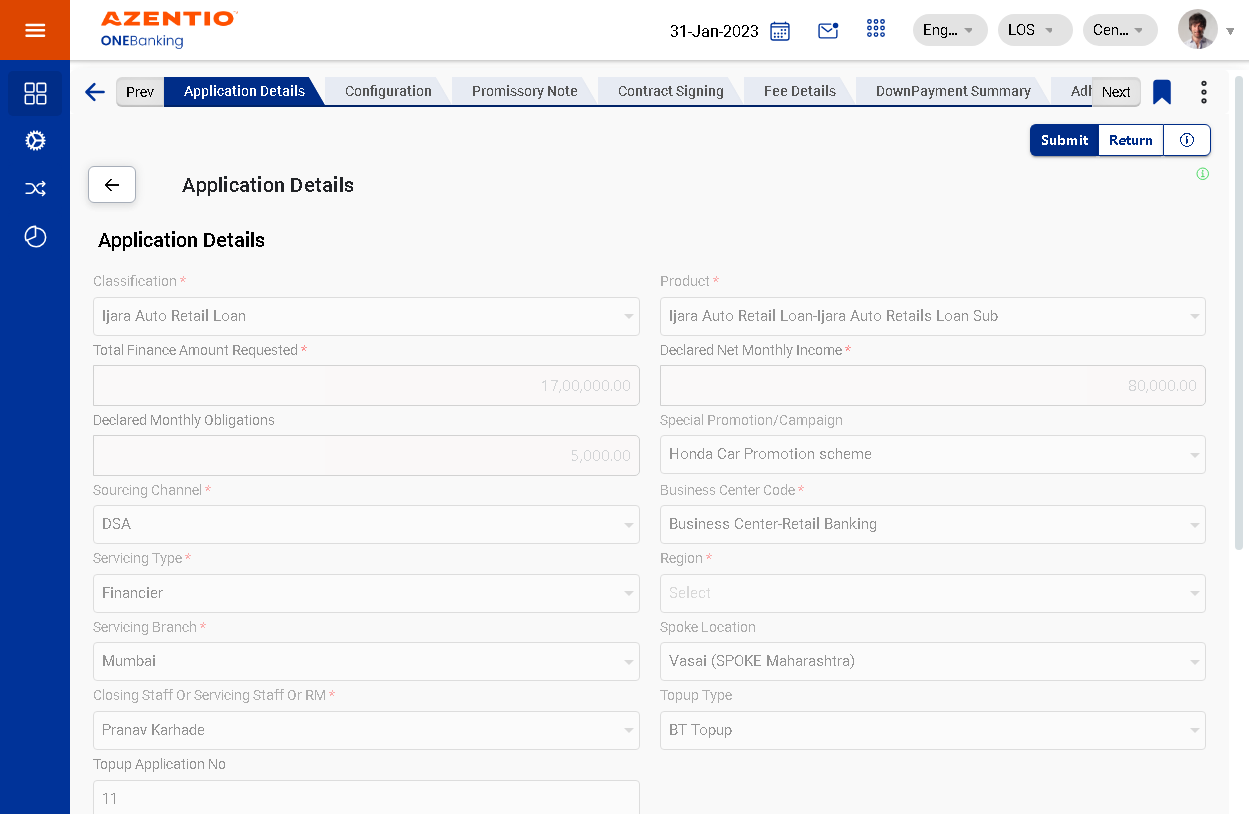 AZENTIO
ONEBanking
31-Jan-2023
Eng...
LOS
Cen...
Prev
Application Details
Configuration
Promissory Note
Contract Signing
Fee Details
DownPayment Summary
Next
Submit
Return
Application Details
Application Details
Classification *
Product *
Ijara Auto Retail Loan
Ijara Auto Retail Loan-Ijara Auto Retails Loan Sub
Total Finance Amount Requested *
Declared Net Monthly Income *
17,00,000.00
80,000.00
Declared Monthly Obligations
Special Promotion/Campaign
5,000.00
Honda Car Promotion scheme
Sourcing Channel *
Business Center Code *
DSA
Business Center-Retail Banking
Servicing Type *
Region *
Financier
Select
Servicing Branch *
Spoke Location
Mumbai
Vasai (SPOKE Maharashtra)
Closing Staff Or Servicing Staff Or RM *
Topup Type
Pranav Karhade
BT Topup
Topup Application No
11